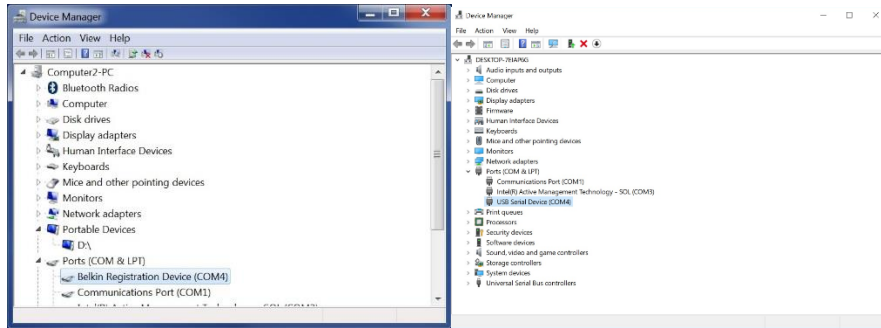 Device Manager
File Action View Help
Computer2-PC
Bluetooth Radios
Computer
Disk drives
Display adapters
Human Interface Devices
Keyboards
Mice and other pointing devices
Monitors
Network adapters
Portable Devices
D:\
Ports (COM & LPT)
Belkin Registration Device (COM4)
Communications Port (COM1)
Device Manager
File Action View Help
Audio inputs and outputs
Computer
Disk drives
Display adapters
Firmware
Human Interface Devices
Keyboards
Mice and other pointing devices
Monitors
Network adapters
Ports (COM & LPT)
Communications Port (COM1)
Intel(R) Active Management Technology - SOL (COM3)
USB Serial Device (COM4)
Print queues
Processors
Security devices
Software devices
Sound, video and game controllers
Storage controllers
System devices
Universal Serial Bus controllers